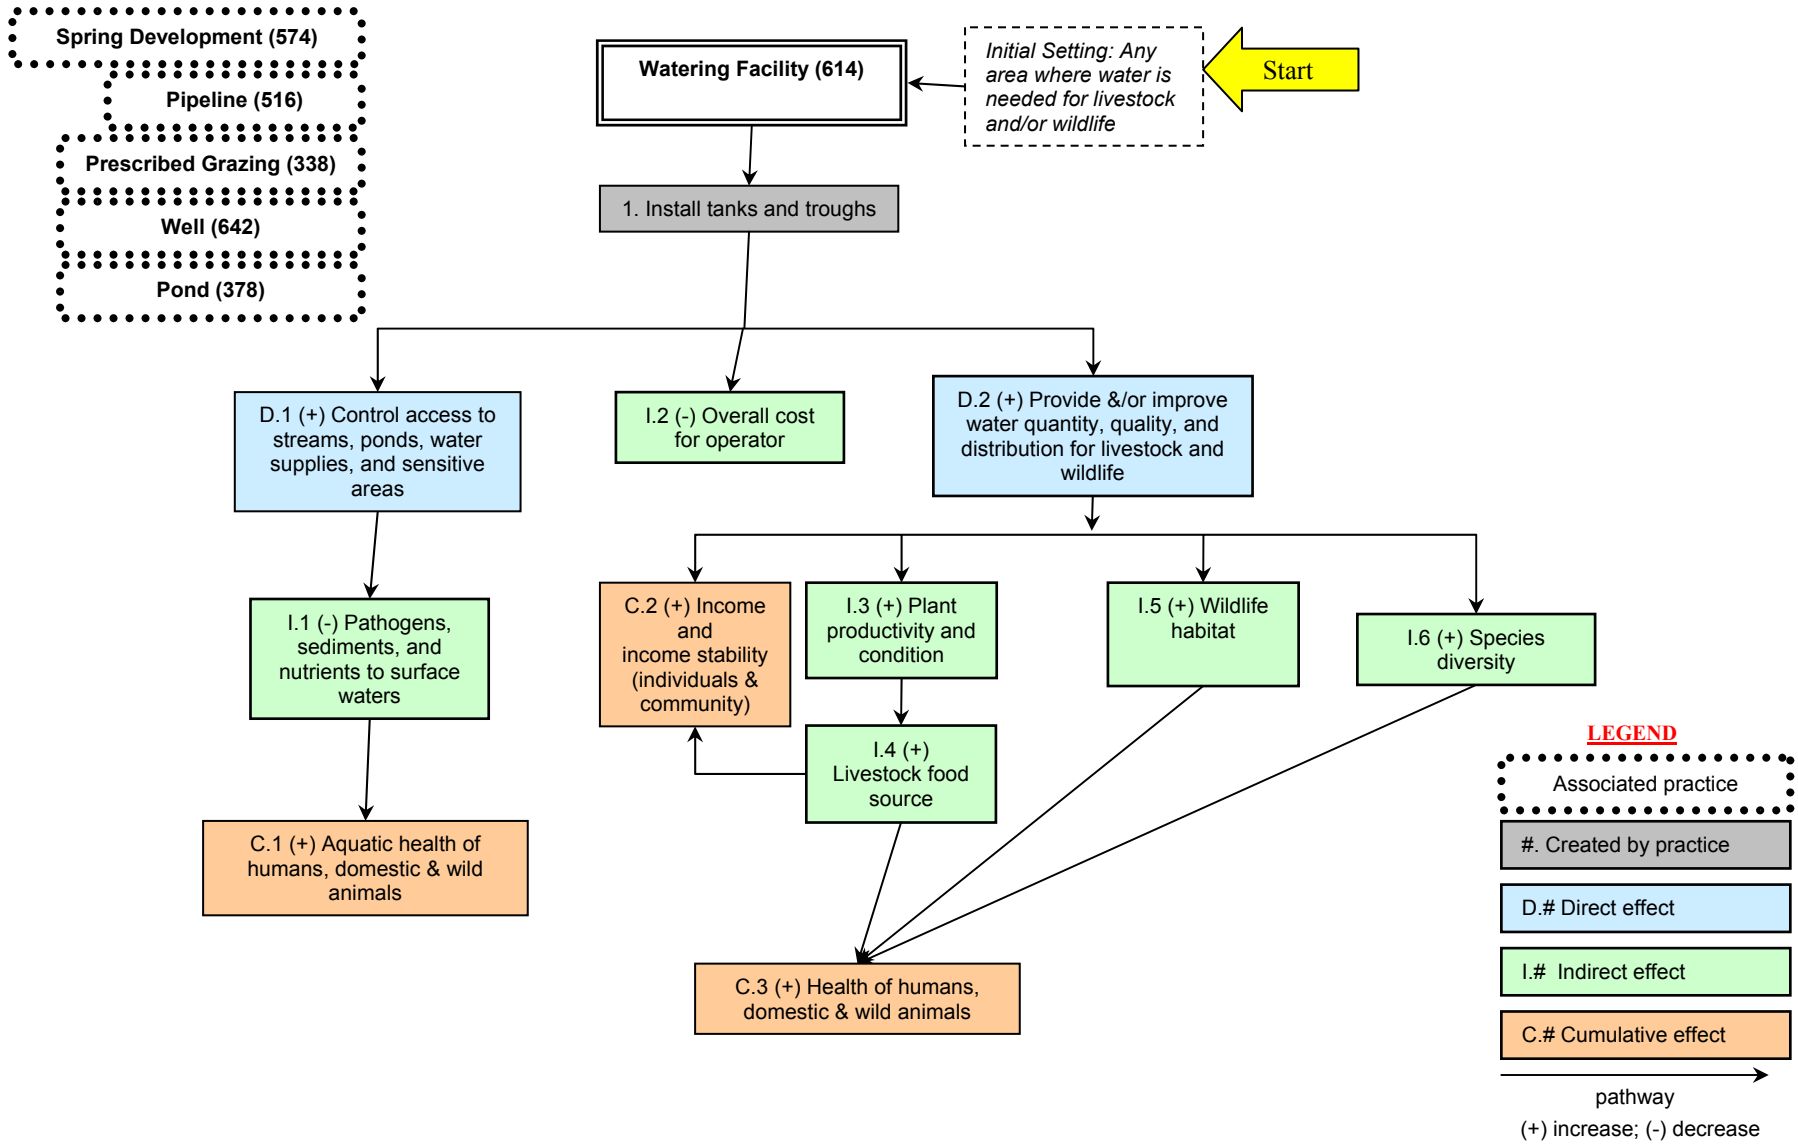 Spring Development (574)
Pipeline (516)
Prescribed Grazing (338)
Well (642)
Pond (378)
Watering Facility (614)
Initial Setting: Any
area where water is
needed for livestock
and/or wildlife
Start
1. Install tanks and troughs
D.1 (+) Control access to
streams, ponds, water
supplies, and sensitive
areas
I.2 (-) Overall cost
for operator
D.2 (+) Provide &/or improve
water quantity, quality, and
distribution for livestock and
wildlife
I.1 (-) Pathogens,
sediments, and
nutrients to surface
waters
C.2 (+) Income
and
income stability
(individuals &
community)
I.3 (+) Plant
productivity and
condition
I.5 (+) Wildlife
habitat
I.6 (+) Species
diversity
I.4 (+)
Livestock food
source
C.1 (+) Aquatic health of
humans, domestic & wild
animals
C.3 (+) Health of humans,
domestic & wild animals
LEGEND
Associated practice
#. Created by practice
D.# Direct effect
I.# Indirect effect
C.# Cumulative effect
pathway
(+) increase; (-) decrease